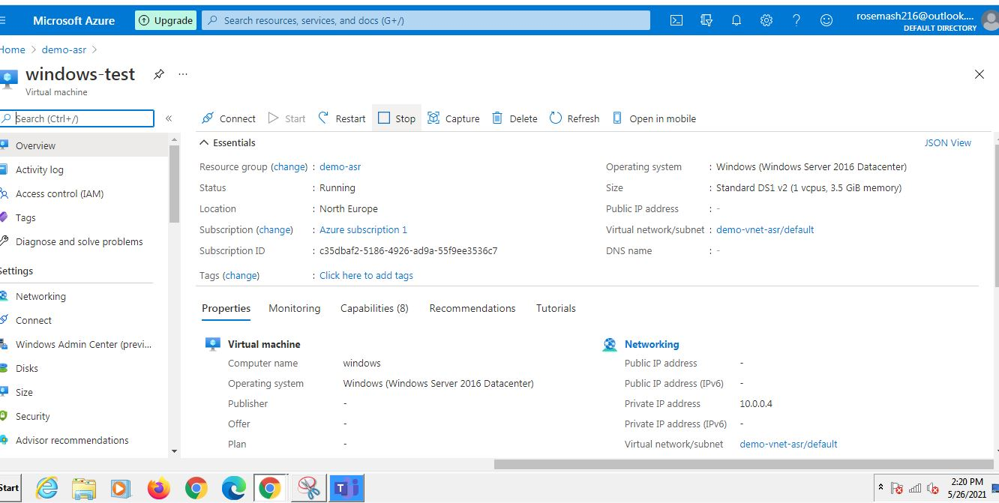 Microsoft Azure Upgrade Search resources, services, and docs (G+/) rosemash216@outlook....
DEFAULT DIRECTORY
Home > demo-asr >
windows-test ...
Virtual machine
Search (Ctrl+/) «
Connect Start Restart Stop Capture Delete Refresh Open in mobile
Overview
Activity log
Access control (IAM)
Tags
Diagnose and solve problems
Settings
Networking
Connect
Windows Admin Center (previ...
Disks
Size
Security
Advisor recommendations
Essentials JSON View
Resource group (change) : demo-asr
Status : Running
Location : North Europe
Subscription (change) : Azure subscription 1
Subscription ID : c35dbaf2-5186-4926-ad9a-55f9ee3536c7
Tags (change) : Click here to add tags
Operating system : Windows (Windows Server 2016 Datacenter)
Size : Standard DS1 v2 (1 vcpus, 3.5 GiB memory)
Public IP address : -
Virtual network/subnet : demo-vnet-asr/default
DNS name : -
Properties Monitoring Capabilities (8) Recommendations Tutorials
Virtual machine
Computer name windows
Operating system Windows (Windows Server 2016 Datacenter)
Publisher -
Offer -
Plan -
Networking
Public IP address -
Public IP address (IPv6) -
Private IP address 10.0.0.4
Private IP address (IPv6) -
Virtual network/subnet demo-vnet-asr/default
Start 2:20 PM
5/26/2021